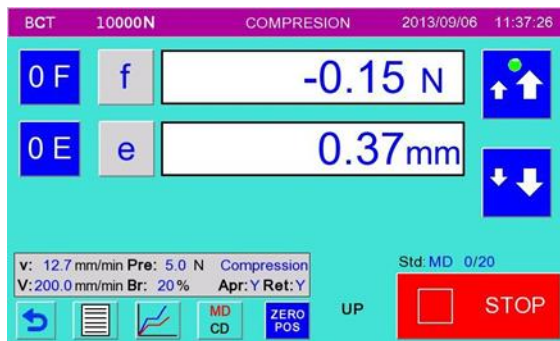 BCT 10000N COMPRESION 2013/09/06 11:37:26
0 F f -0.15 N
0 E e 0.37mm
v: 12.7 mm/min Pre: 5.0 N Compression
V: 200.0 mm/min Br: 20% Apr: Y Ret: Y
Std: MD 0/20
MD
CD
ZERO
POS
UP
STOP